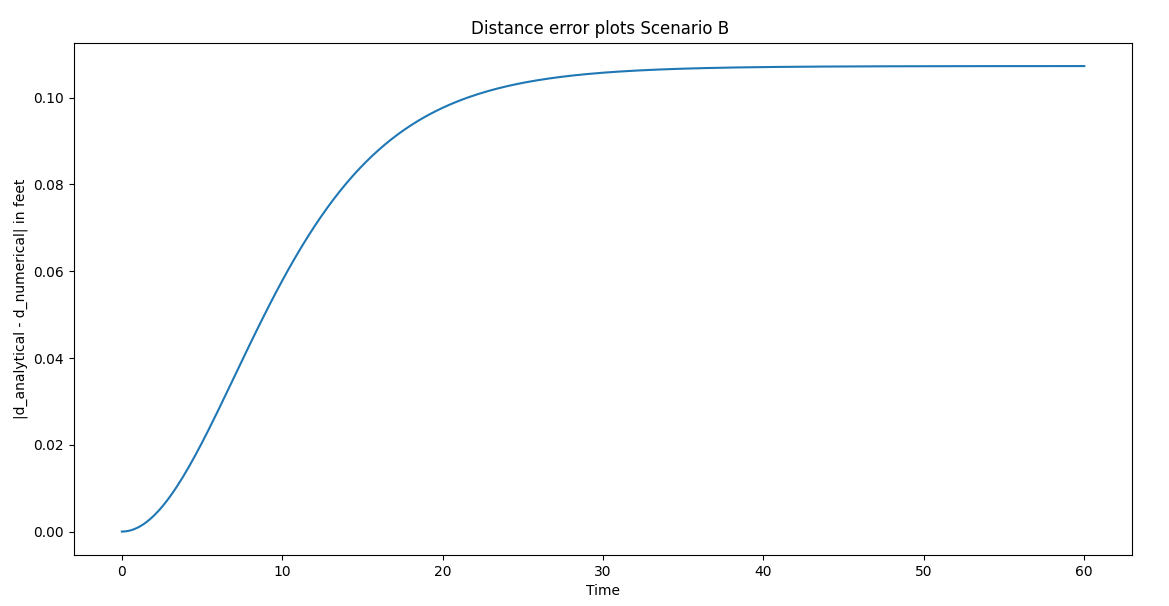 Distance error plots Scenario B
|d_analytical - d_numerical| in feet
0.10
0.08
0.06
0.04
0.02
0.00
0 10 20 30 40 50 60
Time